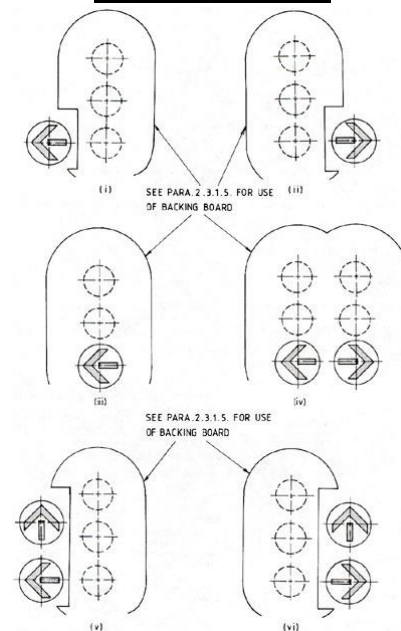 (i)
(ii)
SEE PARA.2.3.1.5. FOR USE
OF BACKING BOARD
(iii)
(iv)
SEE PARA.2.3.1.5. FOR USE
OF BACKING BOARD
(v)
(vi)